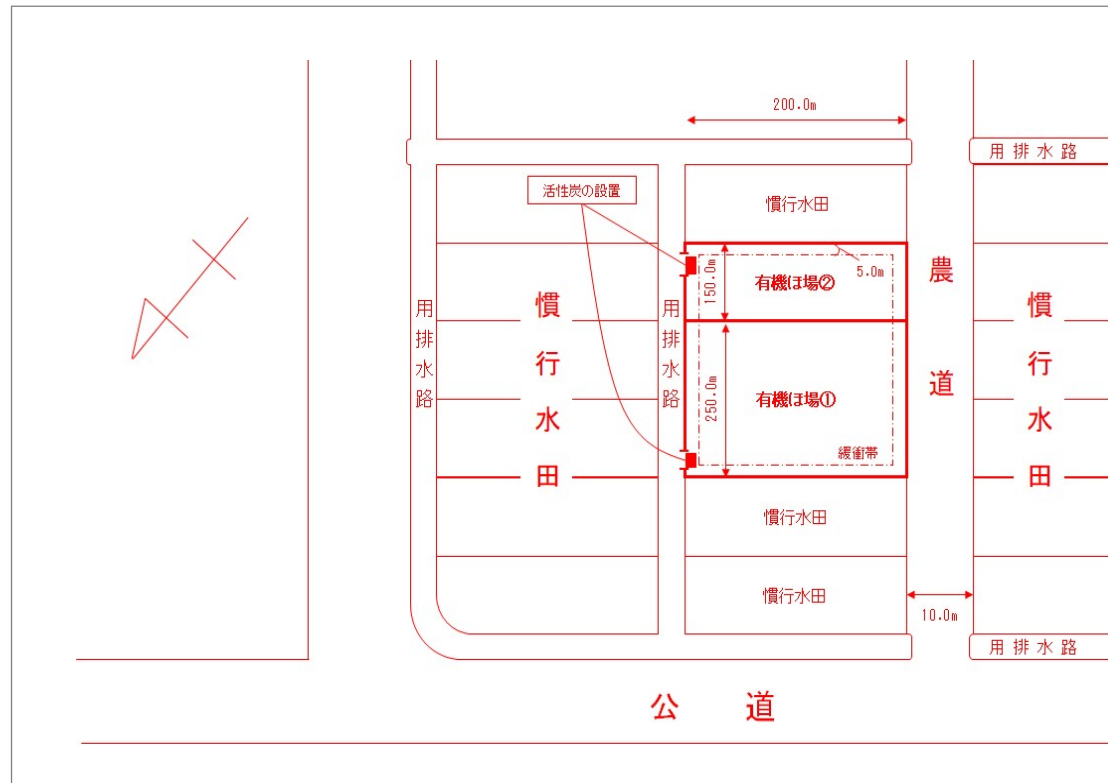 200.0m
用排水路
活性炭の設置
慣行水田
5.0m
有機ほ場②
150.0m
農道
用排水路
慣行水田
用排水路
慣行水田
250.0m
有機ほ場①
緩衝帯
慣行水田
慣行水田
10.0m
用排水路
公道